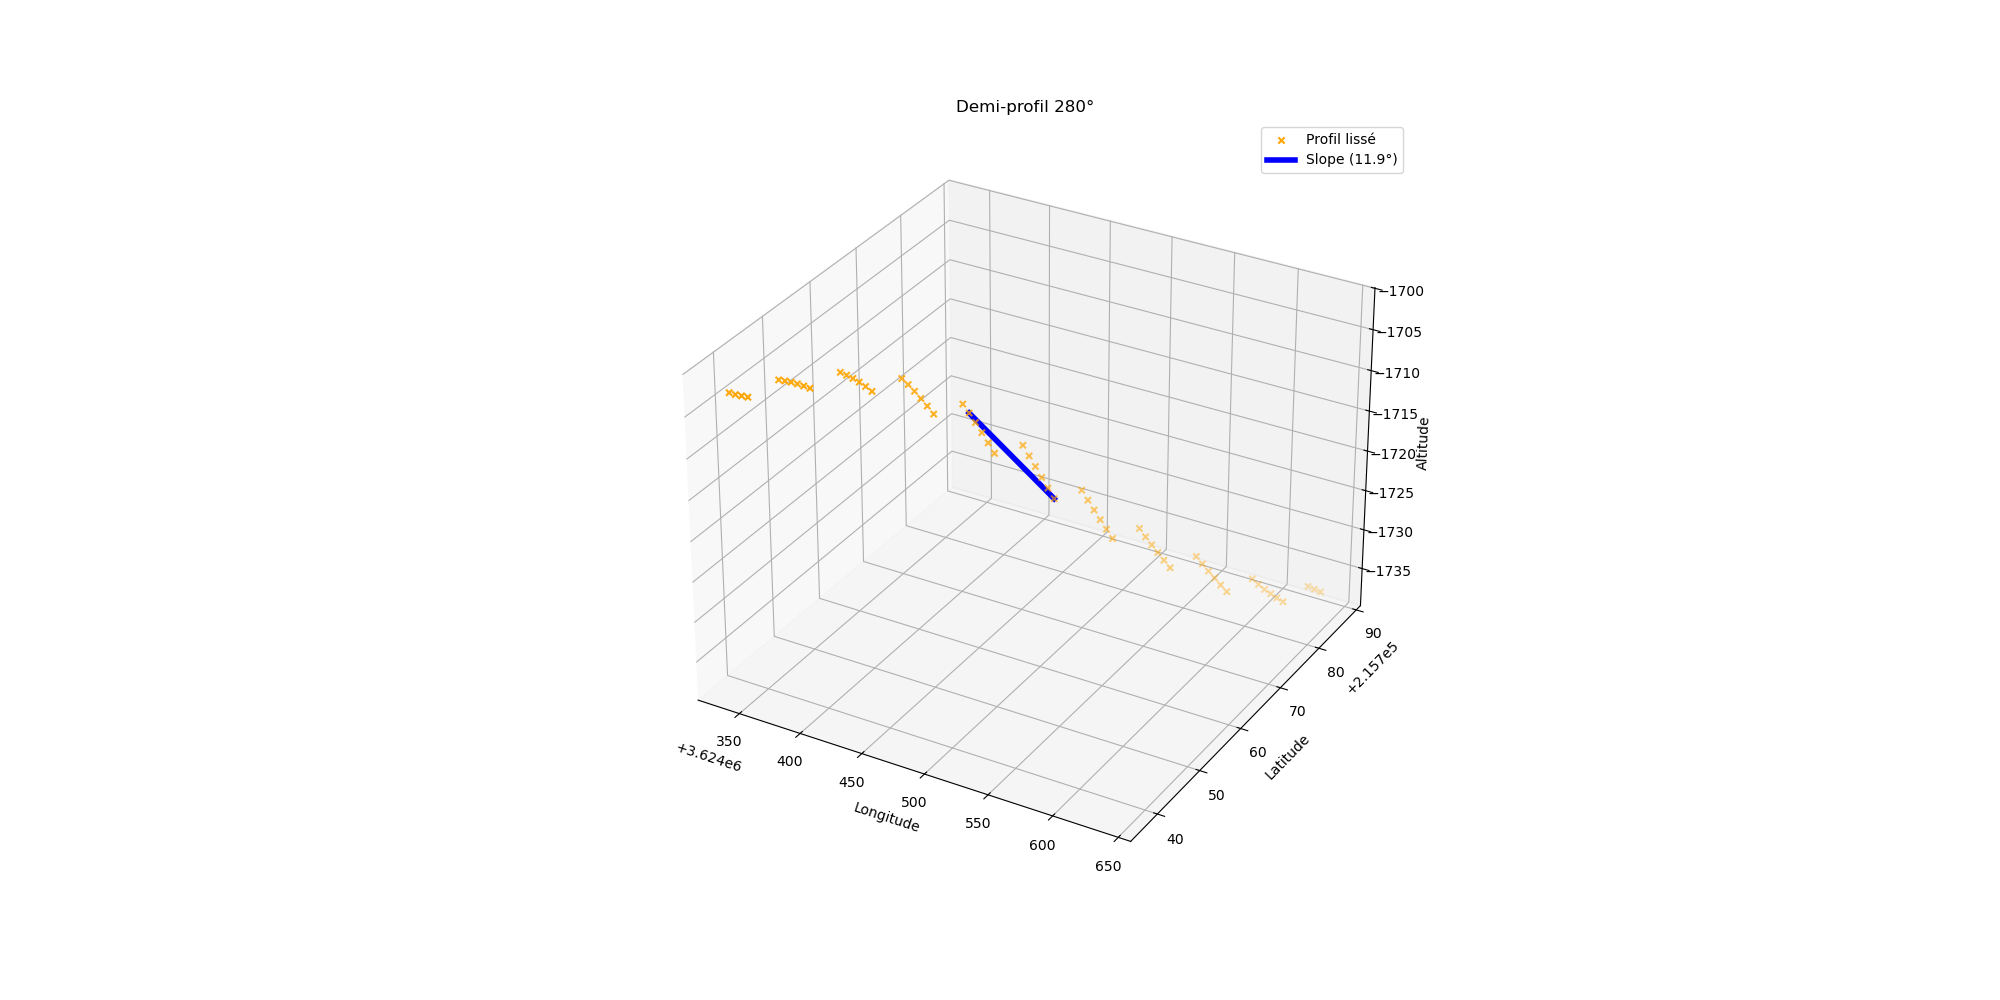 Demi-profil 280°
Profil lissé
Slope (11.9°)
−1700
−1705
−1710
−1715
−1720
−1725
−1730
−1735
Altitude
90
80
70
60
50
40
+2.157e5
Latitude
350
400
450
500
550
600
650
+3.624e6
Longitude